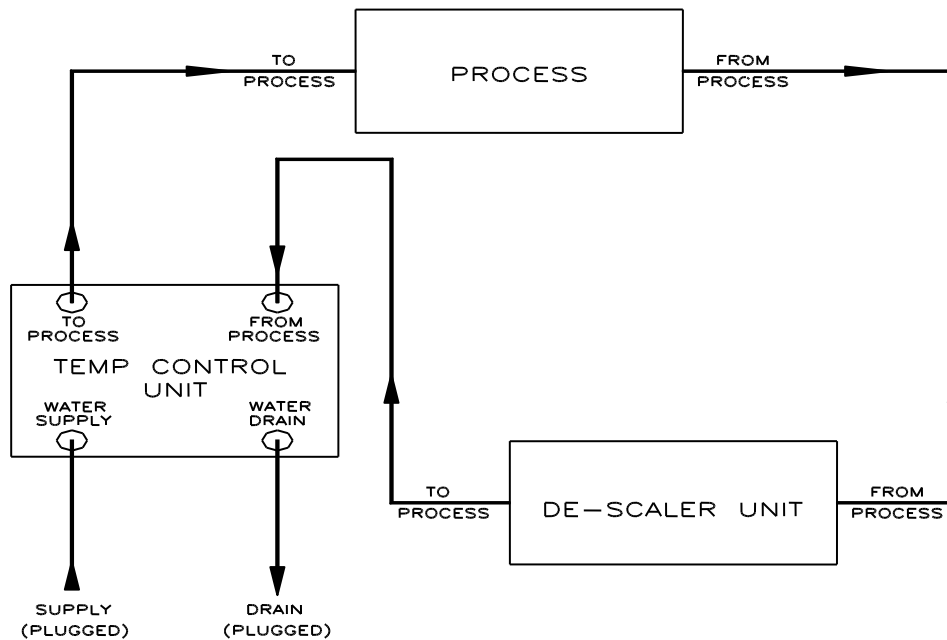 TO
PROCESS
PROCESS
FROM
PROCESS
TO
PROCESS
FROM
PROCESS
TEMP CONTROL
UNIT
WATER
SUPPLY
WATER
DRAIN
TO
PROCESS
DE-SCALER UNIT
FROM
PROCESS
SUPPLY
(PLUGGED)
DRAIN
(PLUGGED)